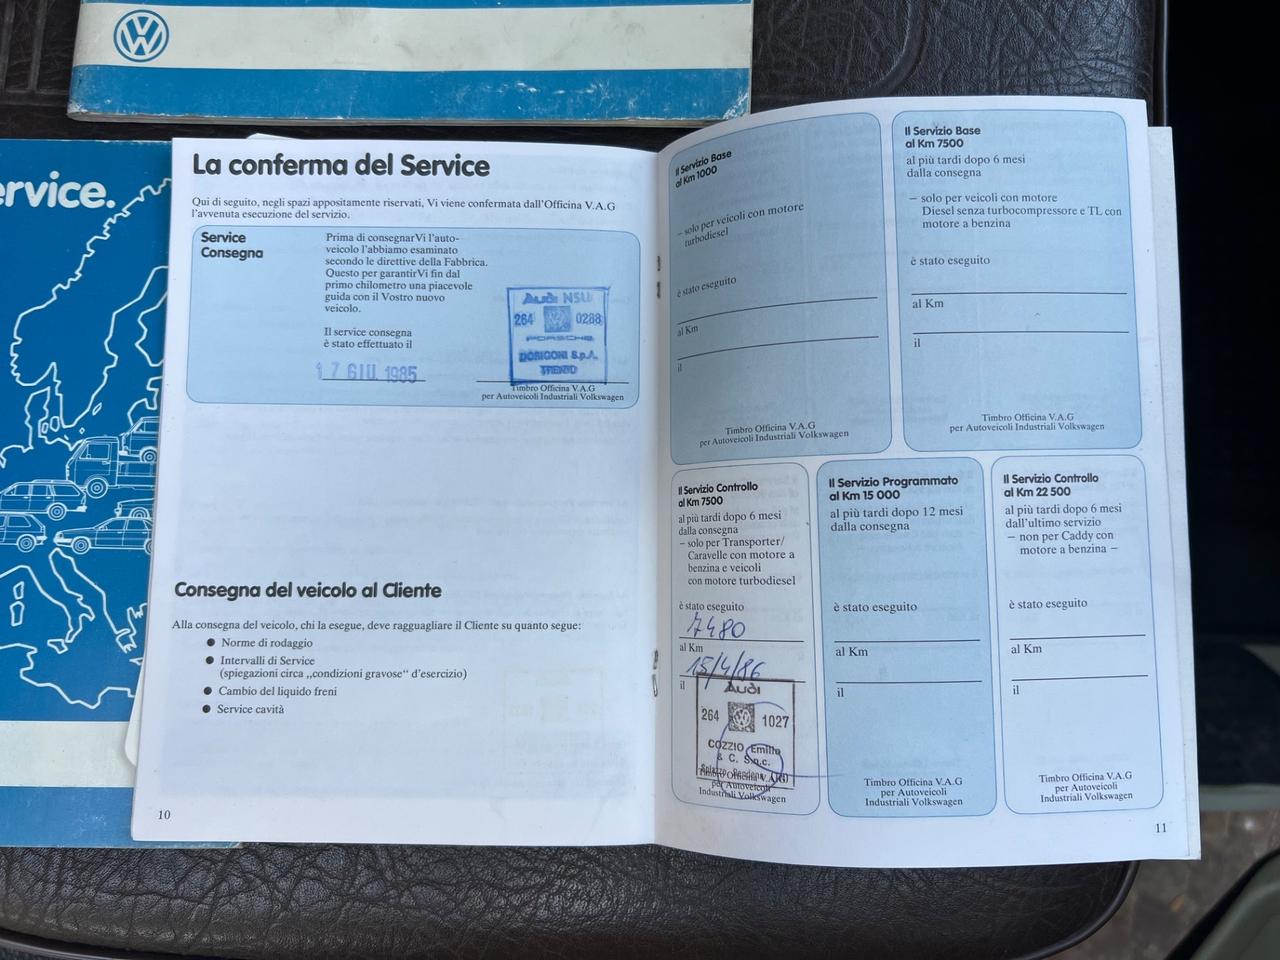 ervice.
La conferma del Service
Qui di seguito, negli spazi appositamente riservati, Vi viene confermata dall'Officina V.A.G
l'avvenuta esecuzione del servizio.
Service
Consegna
Prima di consegnarVi l'auto-
veicolo l'abbiamo esaminato
secondo le direttive della Fabbrica.
Questo per garantirVi fin dal
primo chilometro una piacevole
guida con il Vostro nuovo
veicolo.
Il service consegna
è stato effettuato il
17 GIU. 1985
Audi NSU
264 0288
PORSCHE
DORIGONI S.p.A.
TRENTO
Timbro Officina V.A.G
per Autoveicoli Industriali Volkswagen
Consegna del veicolo al Cliente
Alla consegna del veicolo, chi la esegue, deve ragguagliare il Cliente su quanto segue:
● Norme di rodaggio
● Intervalli di Service
(spiegazioni circa „condizioni gravose“ d'esercizio)
● Cambio del liquido freni
● Service cavità
10
Il Servizio Base
al Km 1000
– solo per veicoli con motore
turbodiesel
è stato eseguito
al Km
il
Timbro Officina V.A.G
per Autoveicoli Industriali Volkswagen
Il Servizio Base
al Km 7500
al più tardi dopo 6 mesi
dalla consegna
– solo per veicoli con motore
Diesel senza turbocompressore e TL con
motore a benzina
è stato eseguito
al Km
il
Timbro Officina V.A.G
per Autoveicoli Industriali Volkswagen
Il Servizio Controllo
al Km 7500
al più tardi dopo 6 mesi
dalla consegna
– solo per Transporter/
Caravelle con motore a
benzina e veicoli
con motore turbodiesel
è stato eseguito
7480
al Km
15/4/86
il
Audi
264 1027
COZZIO Emilio
& C. S.n.c.
Timbro Officina V.A.G
per Autoveicoli
Industriali Volkswagen
Il Servizio Programmato
al Km 15 000
al più tardi dopo 12 mesi
dalla consegna
è stato eseguito
al Km
il
Timbro Officina V.A.G
per Autoveicoli
Industriali Volkswagen
Il Servizio Controllo
al Km 22 500
al più tardi dopo 6 mesi
dall'ultimo servizio
– non per Caddy con
motore a benzina –
è stato eseguito
al Km
il
Timbro Officina V.A.G
per Autoveicoli
Industriali Volkswagen
11